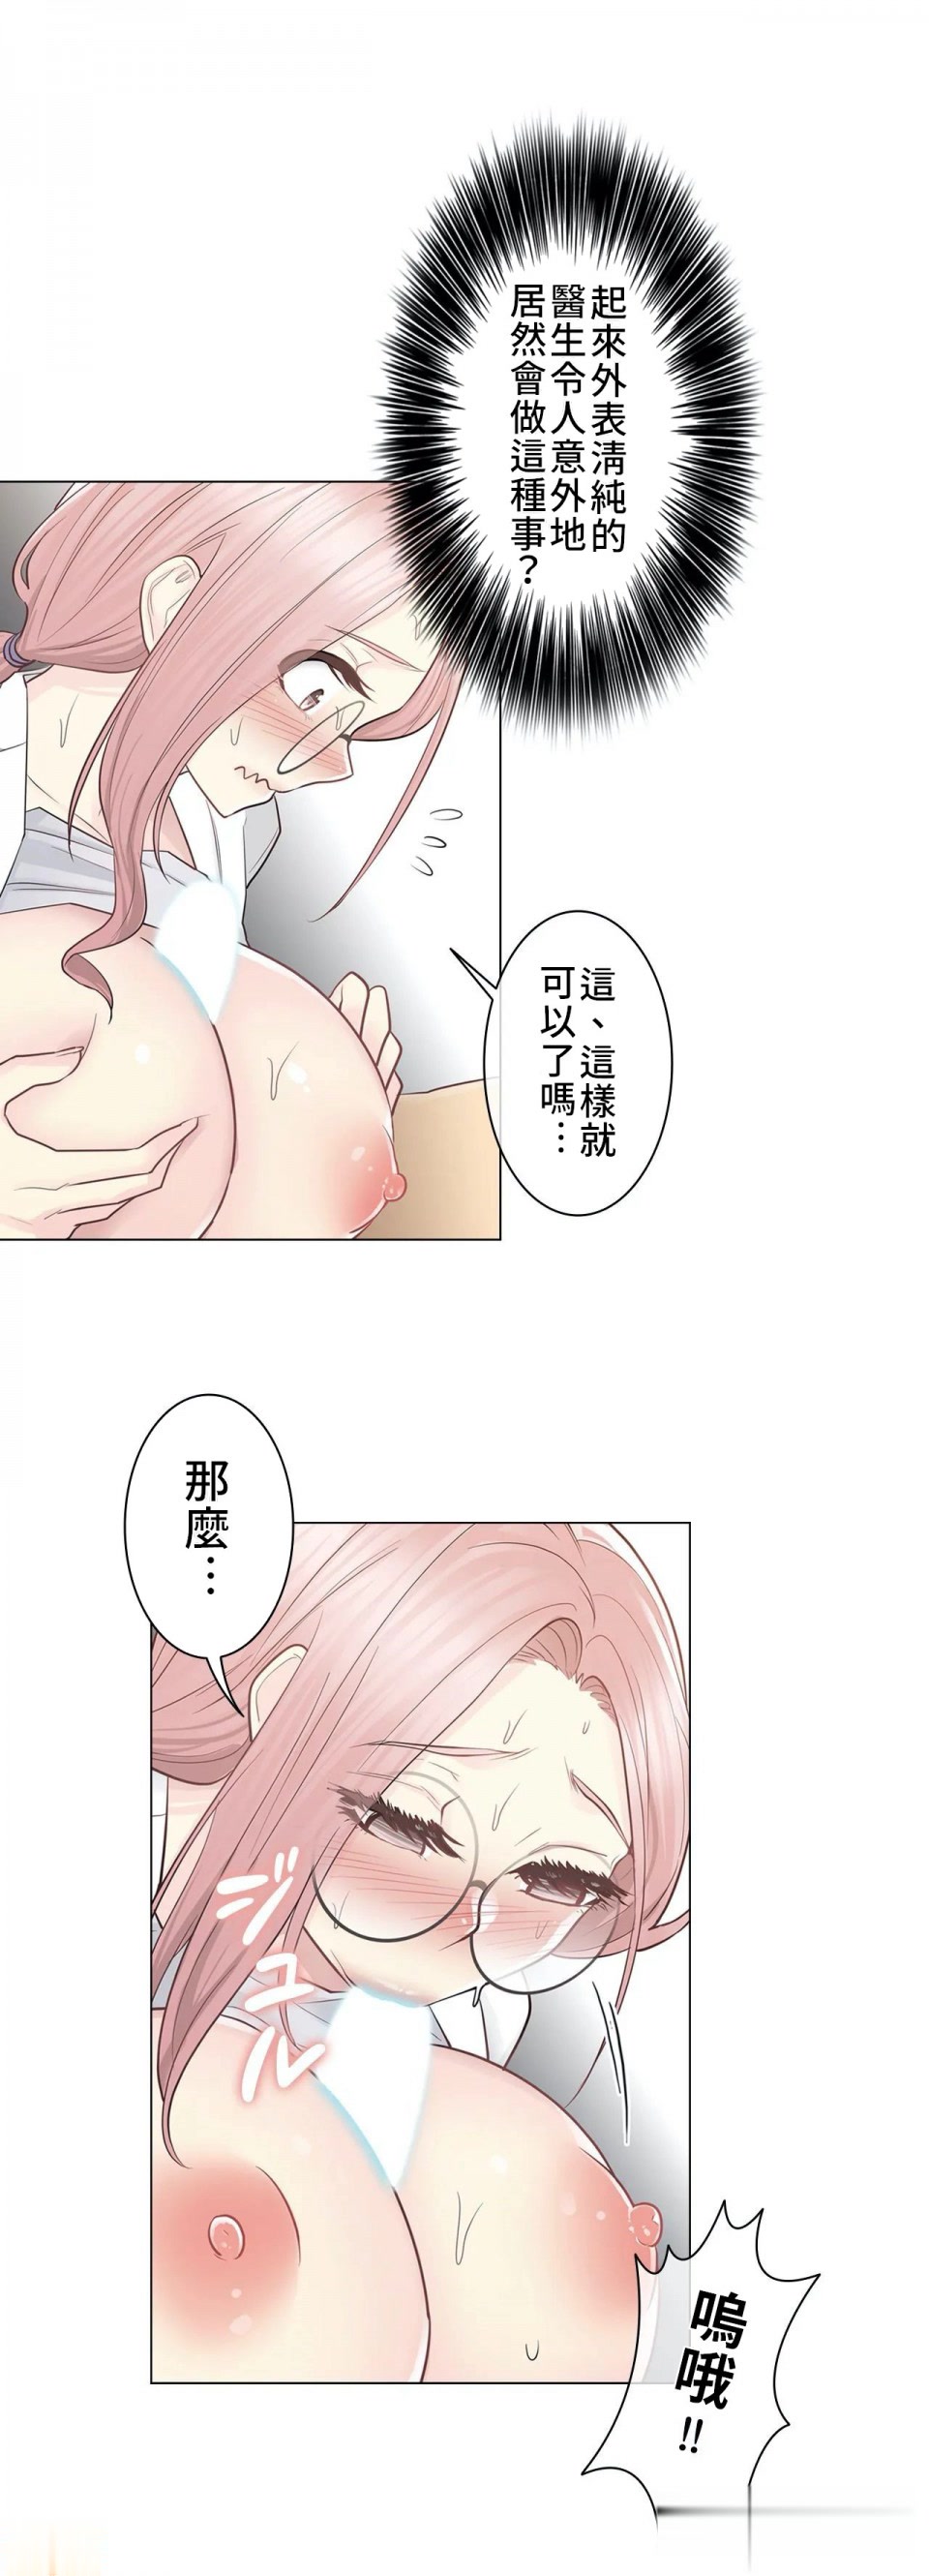 起來外表清純的
醫生令人意外地
居然會做這種事?
這、這樣就
可以了嗎…
那麼…
ジュル
嗚哦!!